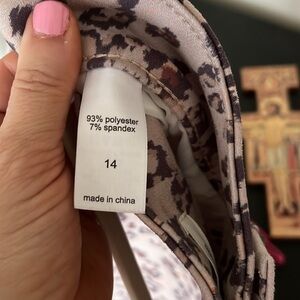 93% polyester
7% spandex
14
made in china